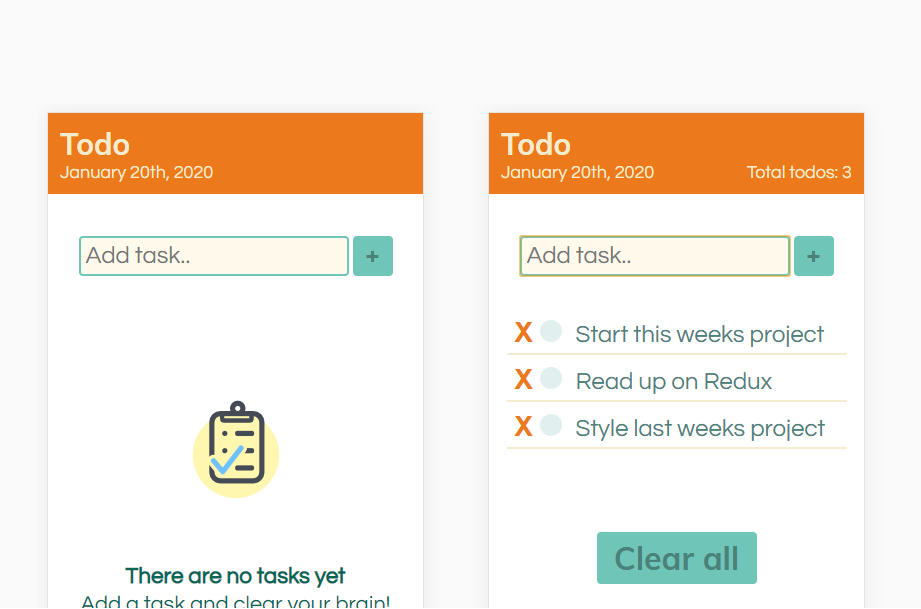 Todo
January 20th, 2020
Add task..
+
There are no tasks yet
Add a task and clear your brain!
Todo
January 20th, 2020 Total todos: 3
Add task..
+
X Start this weeks project
X Read up on Redux
X Style last weeks project
Clear all